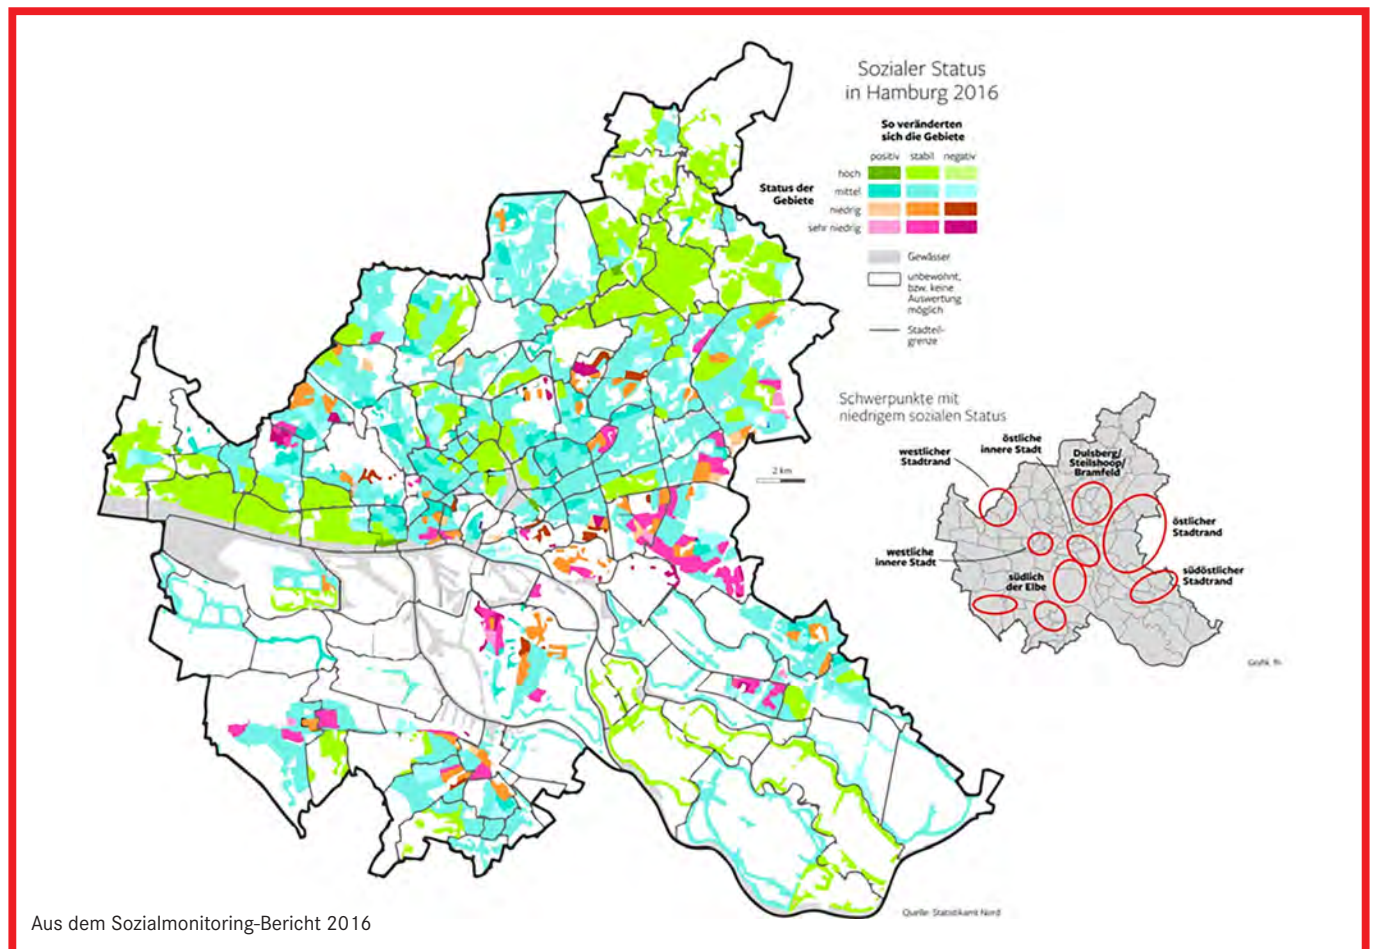 Sozialer Status
in Hamburg 2016
So veränderten
sich die Gebiete
positiv stabil negativ
Status der
Gebiete
hoch
mittel
niedrig
sehr niedrig
Gewässer
unbewohnt,
bzw. keine
Auswertung
möglich
Stadtteil-
grenze
2 km
Schwerpunkte mit
niedrigem sozialen Status
westlicher
Stadtrand
östliche
innere Stadt
Dulsberg/
Steilshoop/
Bramfeld
östlicher
Stadtrand
westliche
innere Stadt
südlich
der Elbe
südöstlicher
Stadtrand
Grafik
Quelle: Statistikamt Nord
Aus dem Sozialmonitoring-Bericht 2016